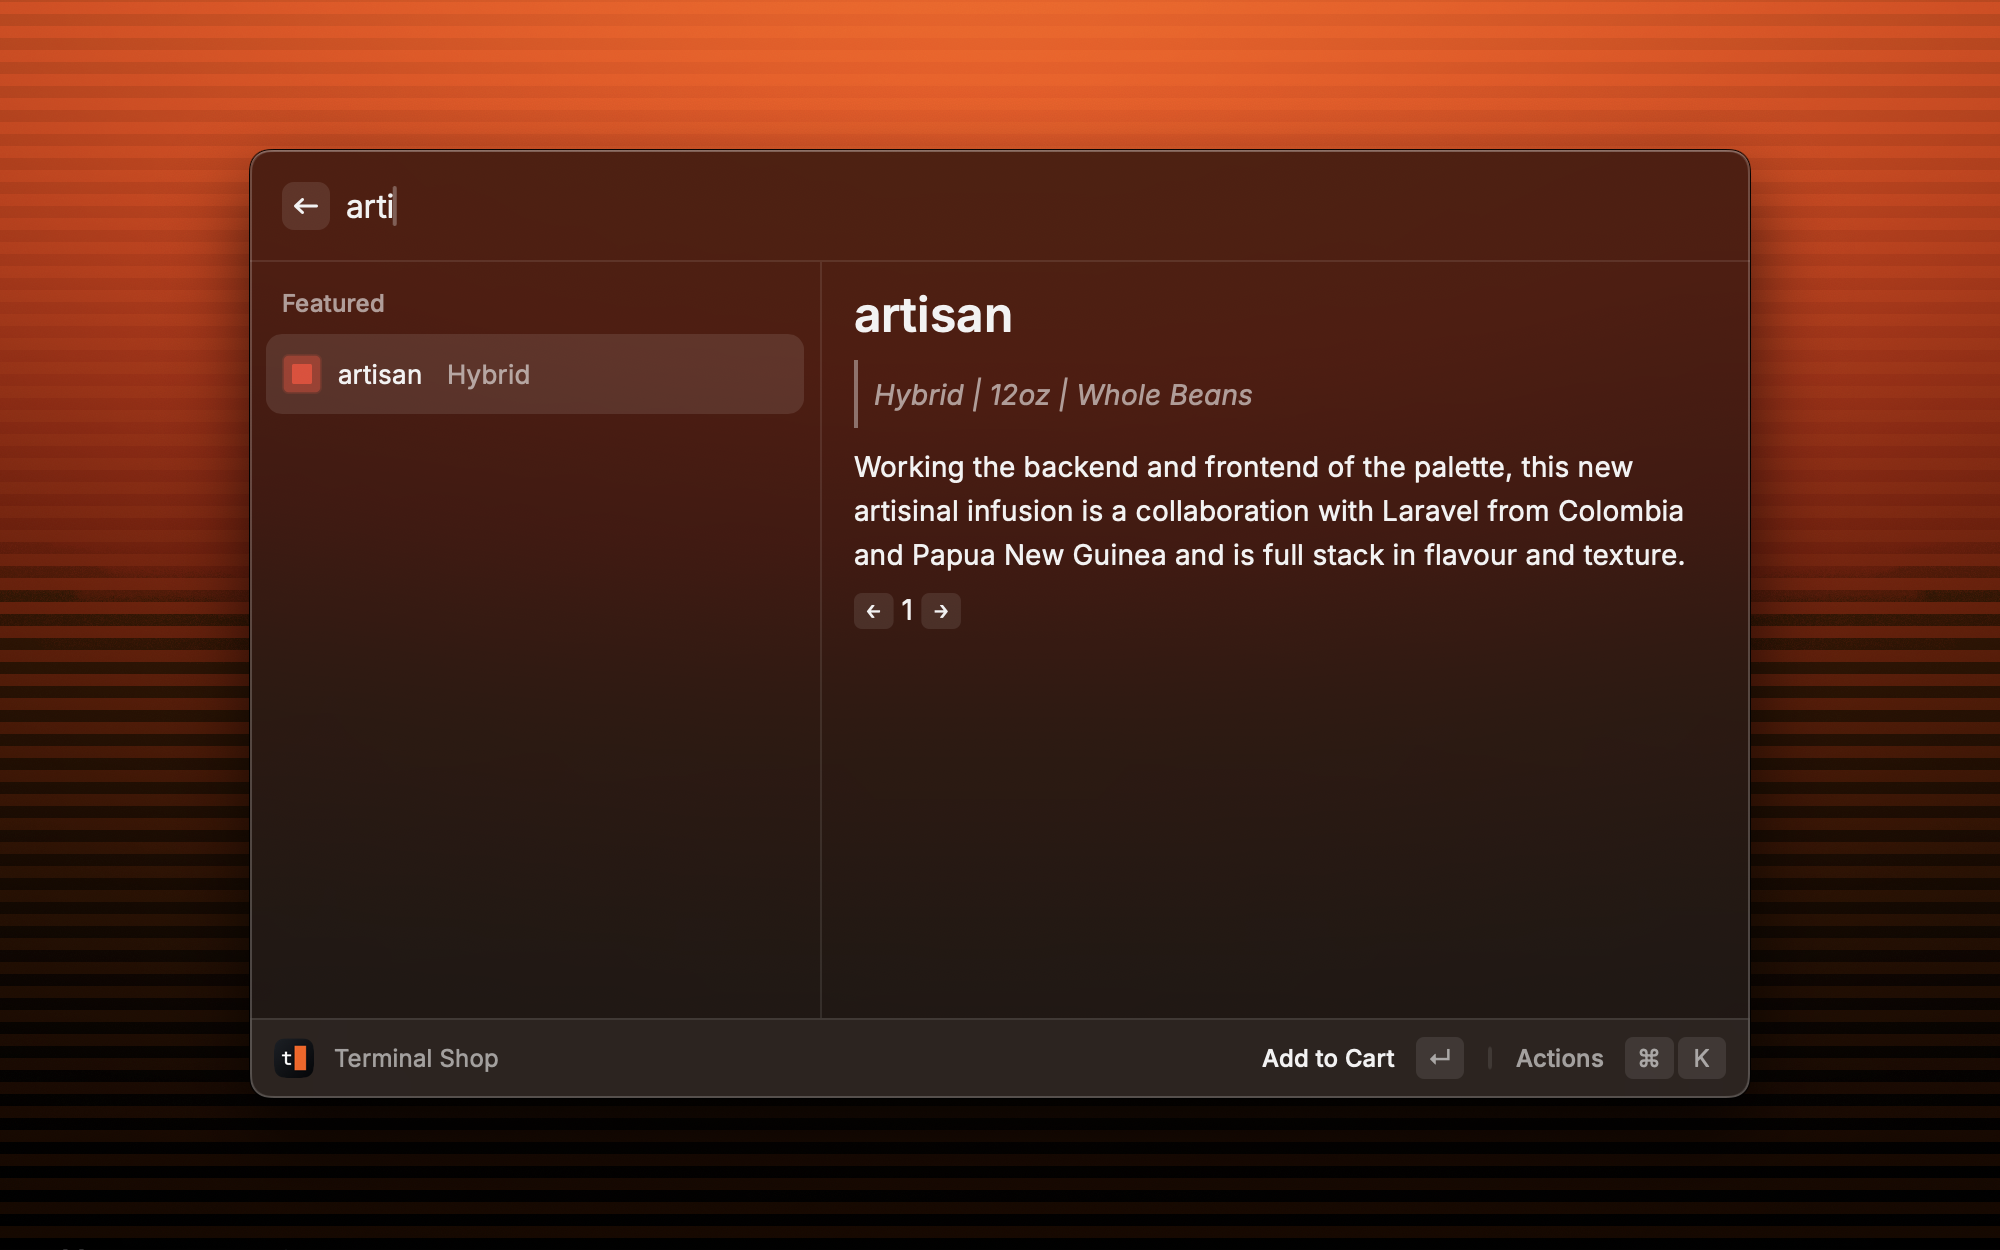 arti
Featured
artisan Hybrid
artisan
Hybrid | 12oz | Whole Beans
Working the backend and frontend of the palette, this new
artisinal infusion is a collaboration with Laravel from Colombia
and Papua New Guinea and is full stack in flavour and texture.
← 1 →
t Terminal Shop
Add to Cart ↵ | Actions ⌘ K